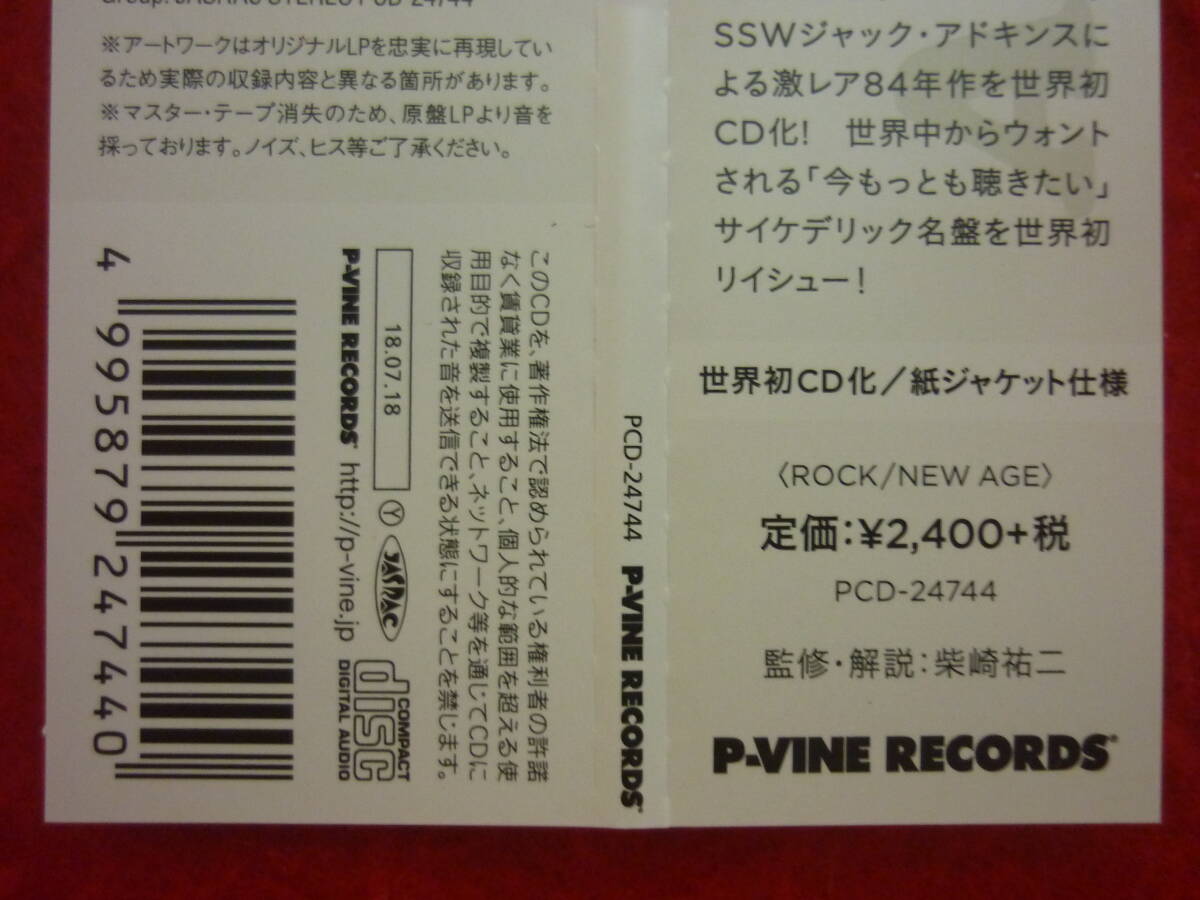 ※アートワークはオリジナルLPを忠実に再現してい
るため実際の収録内容と異なる箇所があります。
※マスター・テープ消失のため、原盤LPより音を
採っております。ノイズ、ヒス等ご了承ください。
このCDを、著作権法で認められている権利者の許諾
なく賃貸業に使用すること、個人的な範囲を超える使
用目的で複製すること、ネットワーク等を通じてCDに
収録された音を送信できる状態にすることを禁じます。
18.07.18
Y
JASRAC
COMPACT
disc
DIGITAL AUDIO
P-VINE RECORDS http://p-vine.jp
4 995879 247440
PCD-24744 P-VINE RECORDS
SSWジャック・アドキンスに
よる激レア84年作を世界初
CD化! 世界中からウォント
される「今もっとも聴きたい」
サイケデリック名盤を世界初
リイシュー!
世界初CD化/紙ジャケット仕様
〈ROCK/NEW AGE〉
定価:¥2,400+税
PCD-24744
監修・解説:柴崎祐二
P-VINE RECORDS